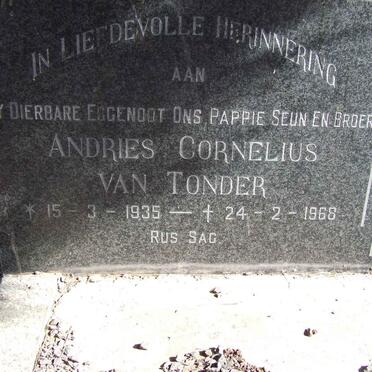 IN LIEFDEVOLLE HERINNERING
AAN
MY DIERBARE EGGENOOT ONS PAPPIE SEUN EN BROER
ANDRIES CORNELIUS
VAN TONDER
* 15-3-1935 — † 24-2-1968
RUS SAG.